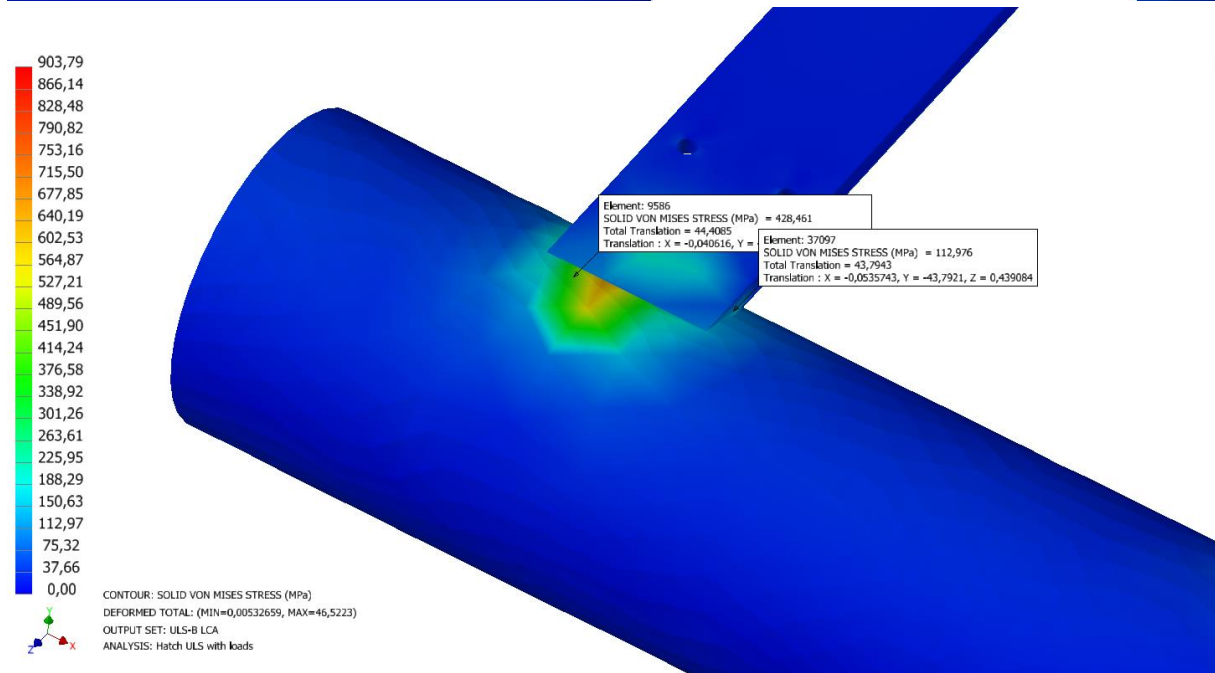 903,79
866,14
828,48
790,82
753,16
715,50
677,85
640,19
602,53
564,87
527,21
489,56
451,90
414,24
376,58
338,92
301,26
263,61
225,95
188,29
150,63
112,97
75,32
37,66
0,00
Element: 9586
SOLID VON MISES STRESS (MPa) = 428,461
Total Translation = 44,4085
Translation : X = -0,040616, Y =
Element: 37097
SOLID VON MISES STRESS (MPa) = 112,976
Total Translation = 43,7943
Translation : X = -0,0535743, Y = -43,7921, Z = 0,439084
CONTOUR: SOLID VON MISES STRESS (MPa)
DEFORMED TOTAL: (MIN=0,00532659, MAX=46,5223)
OUTPUT SET: ULS-B LCA
ANALYSIS: Hatch ULS with loads
Y
Z
X